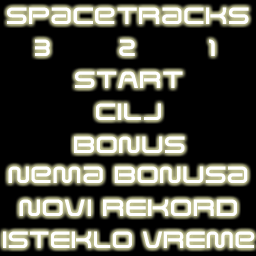 SPACETRACKS
3 2 1
START
CILJ
BONUS
NEMA BONUSA
NOVI REKORD
ISTEKLO VREME